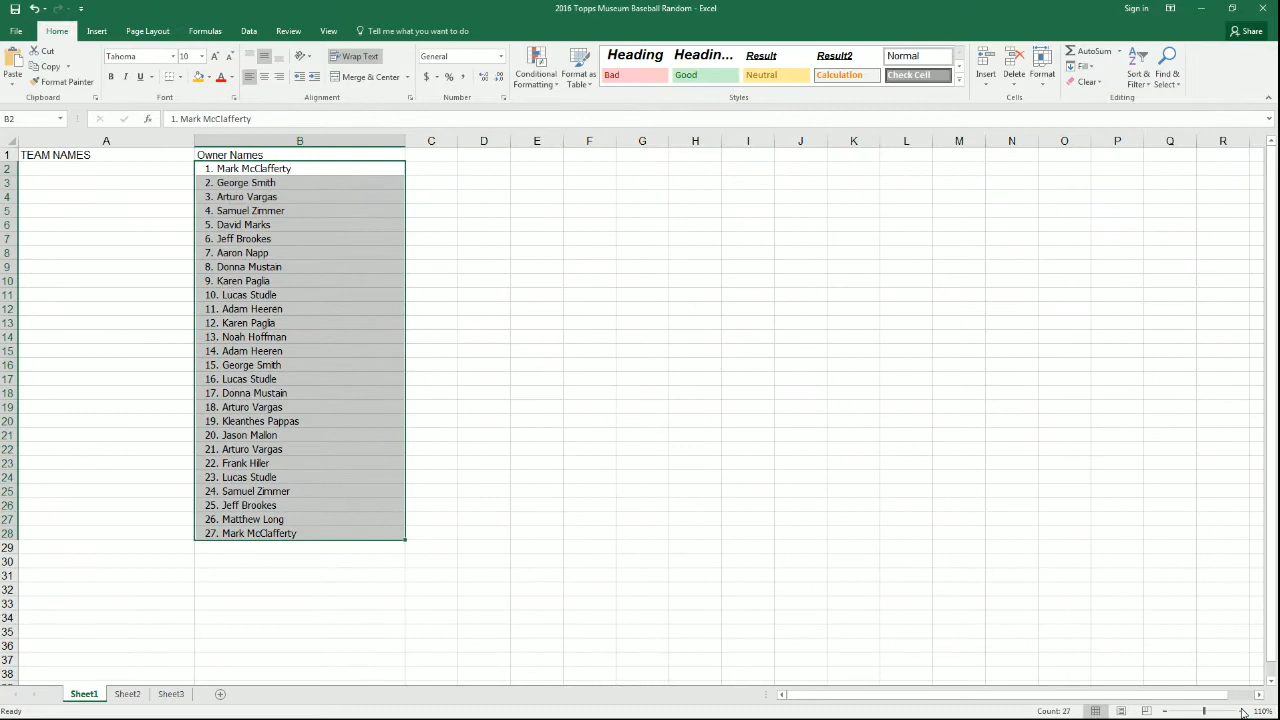 2016 Topps Museum Baseball Random - Excel
Sign in
File Home Insert Page Layout Formulas Data Review View Tell me what you want to do Share
Paste Cut Copy Format Painter Clipboard
Tahoma 10 B I U A Font
Wrap Text Merge & Center Alignment
General $ % Number
Conditional Formatting Format as Table
Heading Headin... Result Result2 Normal
Bad Good Neutral Calculation Check Cell
Styles
Insert Delete Format Cells
AutoSum Fill Clear Sort & Filter Find & Select Editing
B2 fx 1. Mark McClafferty
A B C D E F G H I J K L M N O P Q R
1 TEAM NAMES Owner Names
2 1. Mark McClafferty
3 2. George Smith
4 3. Arturo Vargas
5 4. Samuel Zimmer
6 5. David Marks
7 6. Jeff Brookes
8 7. Aaron Napp
9 8. Donna Mustain
10 9. Karen Paglia
11 10. Lucas Studle
12 11. Adam Heeren
13 12. Karen Paglia
14 13. Noah Hoffman
15 14. Adam Heeren
16 15. George Smith
17 16. Lucas Studle
18 17. Donna Mustain
19 18. Arturo Vargas
20 19. Kleanthes Pappas
21 20. Jason Mallon
22 21. Arturo Vargas
23 22. Frank Hiler
24 23. Lucas Studle
25 24. Samuel Zimmer
26 25. Jeff Brookes
27 26. Matthew Long
28 27. Mark McClafferty
29
30
31
32
33
34
35
36
37
38
Sheet1 Sheet2 Sheet3
Ready Count: 27 110%